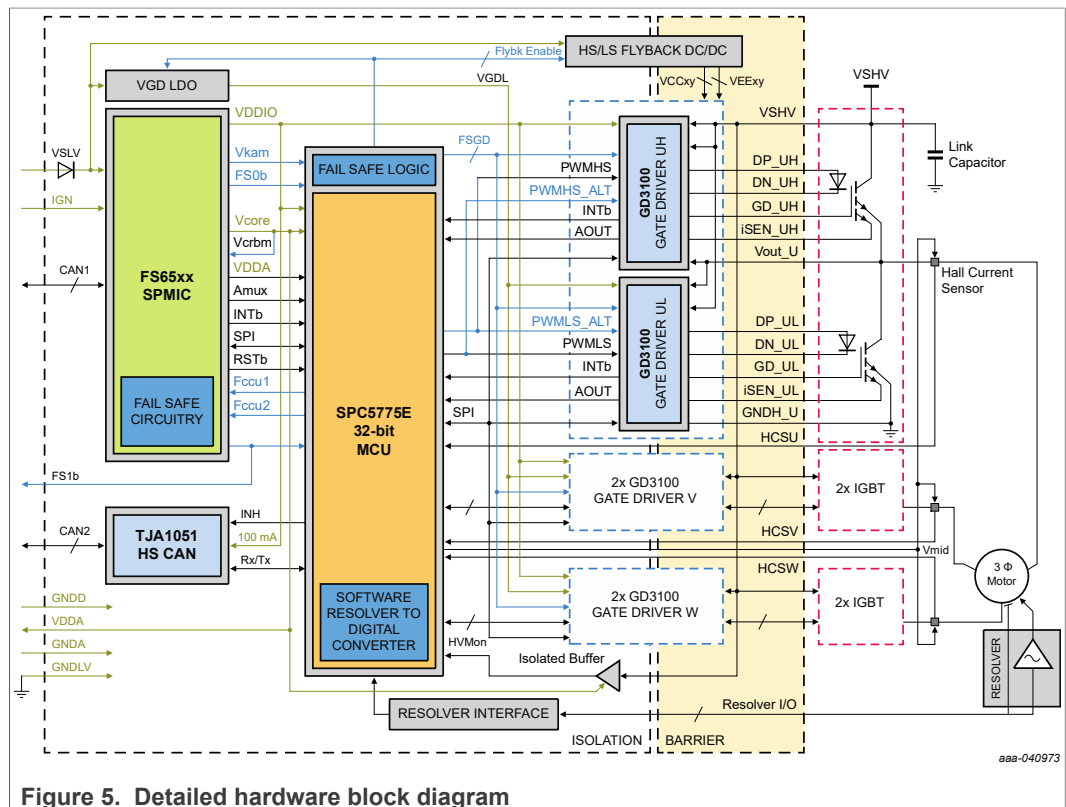 HS/LS FLYBACK DC/DC
Flybk Enable
VGD LDO
VGDL
VCCxy
VEExy
VSHV
VDDIO
FSGD
VSHV
Link
Capacitor
VSLV
IGN
CAN1
FS65xx
SPMIC
FAIL SAFE
CIRCUITRY
Vkam
FS0b
Vcore
Vcrbm
VDDA
Amux
INTb
SPI
RSTb
Fccu1
Fccu2
FS1b
FAIL SAFE LOGIC
SPC5775E
32-bit
MCU
SOFTWARE
RESOLVER TO
DIGITAL
CONVERTER
PWMHS
PWMHS_ALT
INTb
AOUT
GD3100
GATE DRIVER UH
DP_UH
DN_UH
GD_UH
iSEN_UH
Vout_U
Hall Current
Sensor
PWMLS_ALT
PWMLS
INTb
AOUT
SPI
GD3100
GATE DRIVER UL
DP_UL
DN_UL
GD_UL
iSEN_UL
GNDH_U
HCSU
2x GD3100
GATE DRIVER V
2x IGBT
HCSV
Vmid
HCSW
2x GD3100
GATE DRIVER W
2x IGBT
3 Φ
Motor
RESOLVER
CAN2
TJA1051
HS CAN
INH
100 mA
Rx/Tx
GNDD
VDDA
GNDA
GNDLV
HVMon
Isolated Buffer
RESOLVER INTERFACE
Resolver I/O
ISOLATION
BARRIER
aaa-040973
Figure 5. Detailed hardware block diagram